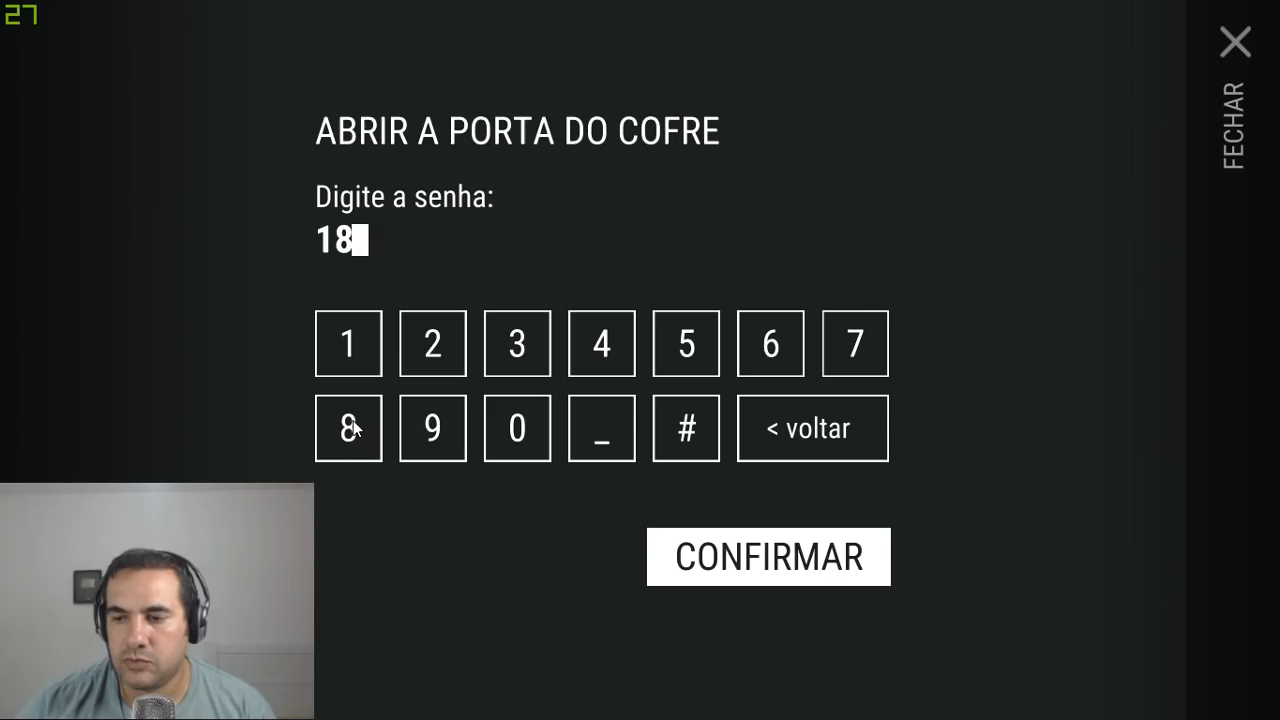 27
FECHAR
ABRIR A PORTA DO COFRE
Digite a senha:
18
1 2 3 4 5 6 7
8 9 0 _ # < voltar
CONFIRMAR